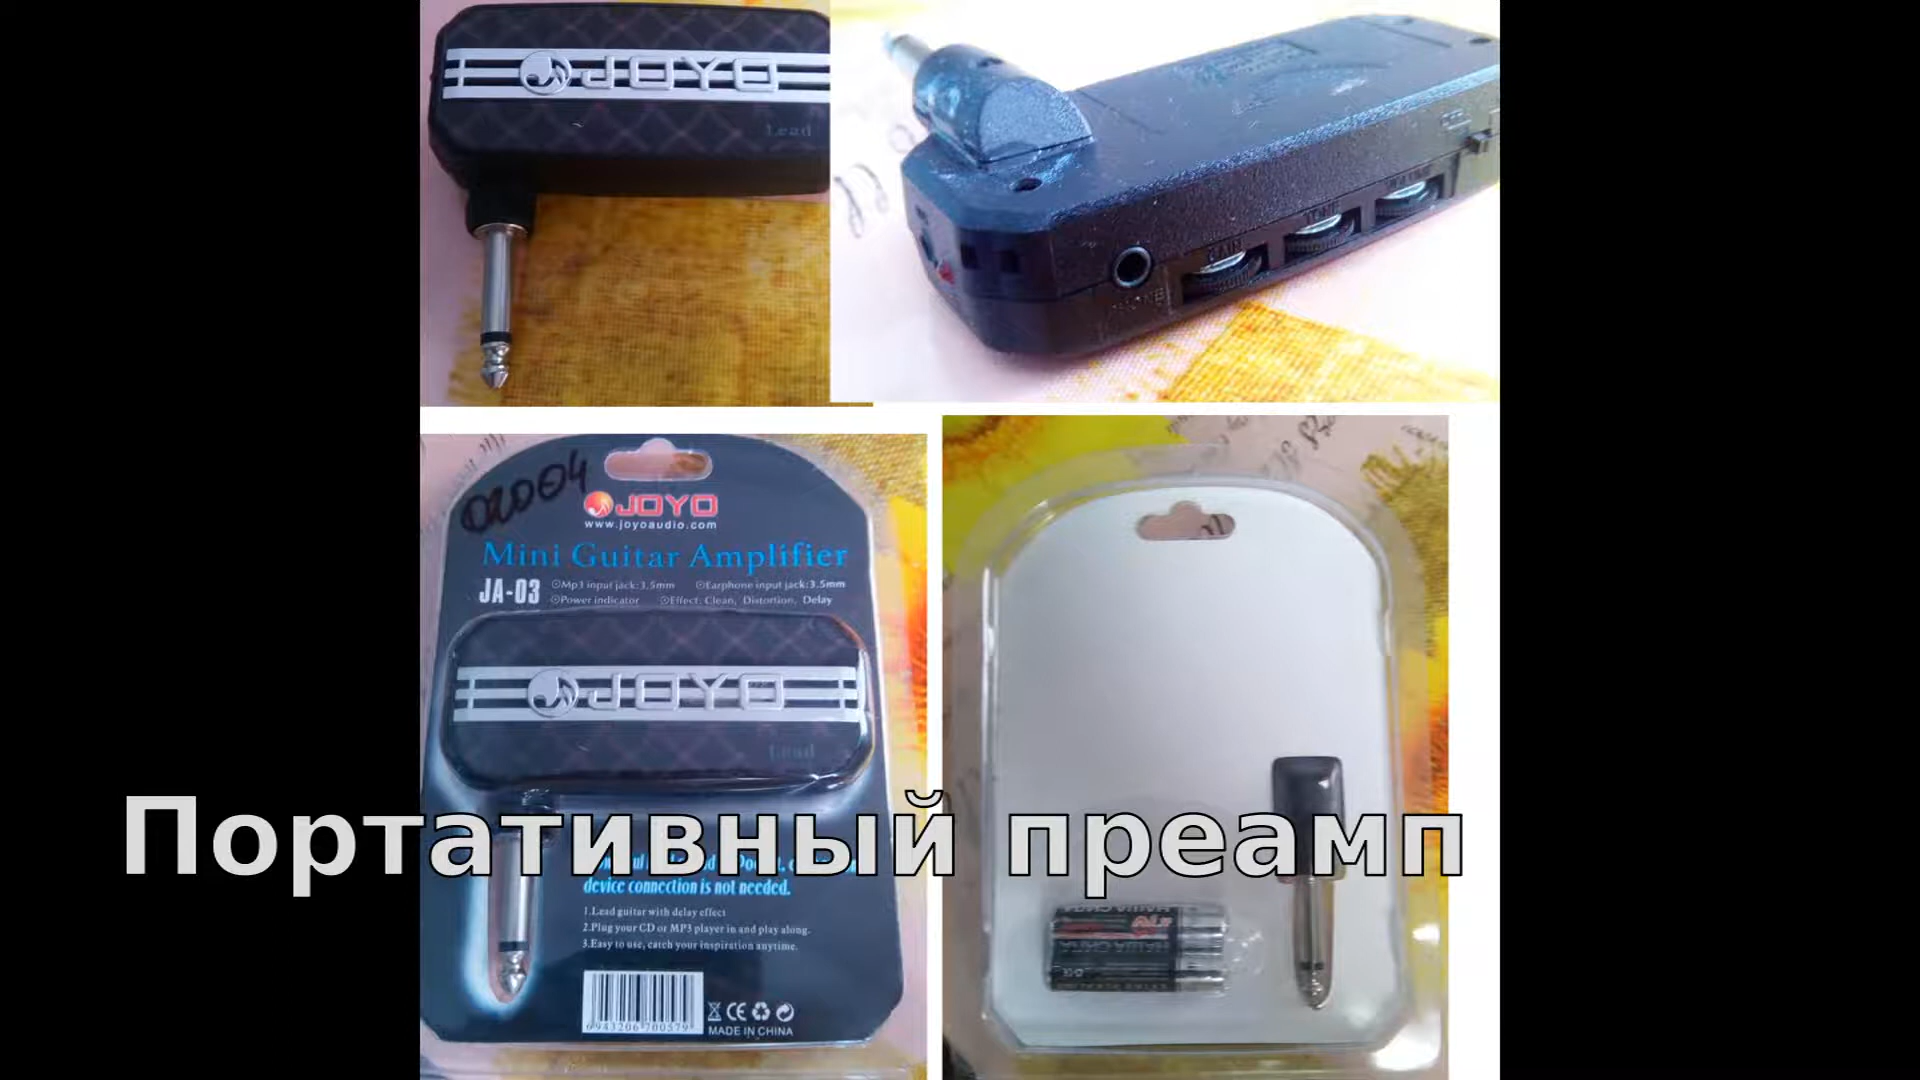 JOYO
Lead
GAIN
TONE
02004
JOYO
www.joyoaudio.com
Mini Guitar Amplifier
JA-03
Mp3 input jack:3.5mm
Earphone input jack:3.5mm
Power indicator
Effect: Clean, Distortion, Delay
JOYO
Lead
Портативный преамп
device connection is not needed.
1.Lead guitar with delay effect
2.Plug your CD or MP3 player in and play along.
3.Easy to use, catch your inspiration anytime.
6943206700579
CE
MADE IN CHINA